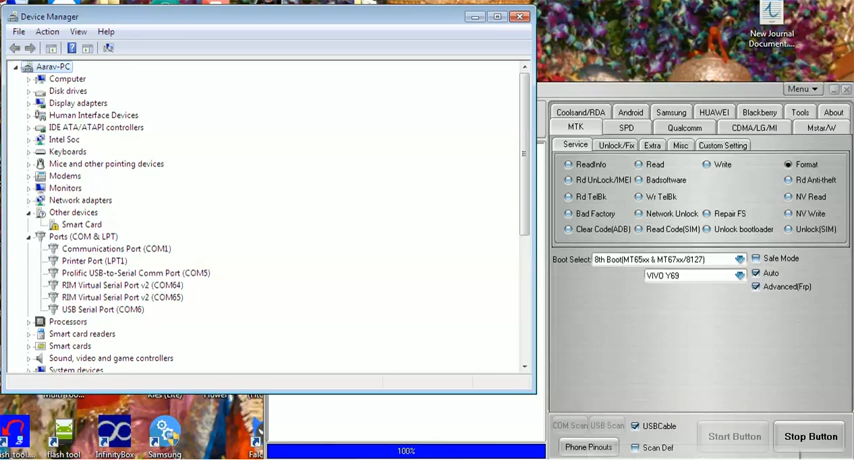 Device Manager
File Action View Help
Aarav-PC
Computer
Disk drives
Display adapters
Human Interface Devices
IDE ATA/ATAPI controllers
Intel Soc
Keyboards
Mice and other pointing devices
Modems
Monitors
Network adapters
Other devices
Smart Card
Ports (COM & LPT)
Communications Port (COM1)
Printer Port (LPT1)
Prolific USB-to-Serial Comm Port (COM5)
RIM Virtual Serial Port v2 (COM64)
RIM Virtual Serial Port v2 (COM65)
USB Serial Port (COM6)
Processors
Smart card readers
Smart cards
Sound, video and game controllers
System devices
New Journal
Document....
Menu
Coolsand/RDA Android Samsung HUAWEI Blackberry Tools About
MTK SPD Qualcomm CDMA/LG/MI Mstar/W
Service Unlock/Fix Extra Misc Custom Setting
ReadInfo Read Write Format
Rd UnLock/IMEI Badsoftware Rd Anti-theft
Rd TelBk Wr TelBk NV Read
Bad Factory Network Unlock Repair FS NV Write
Clear Code(ADB) Read Code(SIM) Unlock bootloader Unlock(SIM)
Boot Select: 8th Boot(MT65xx & MT67xx/8127) Safe Mode
VIVO Y69 Auto
Advanced(Frp)
COM Scan USB Scan USBCable
Start Button Stop Button
Phone Pinouts Scan Def
100%
flash tool InfinityBox Samsung